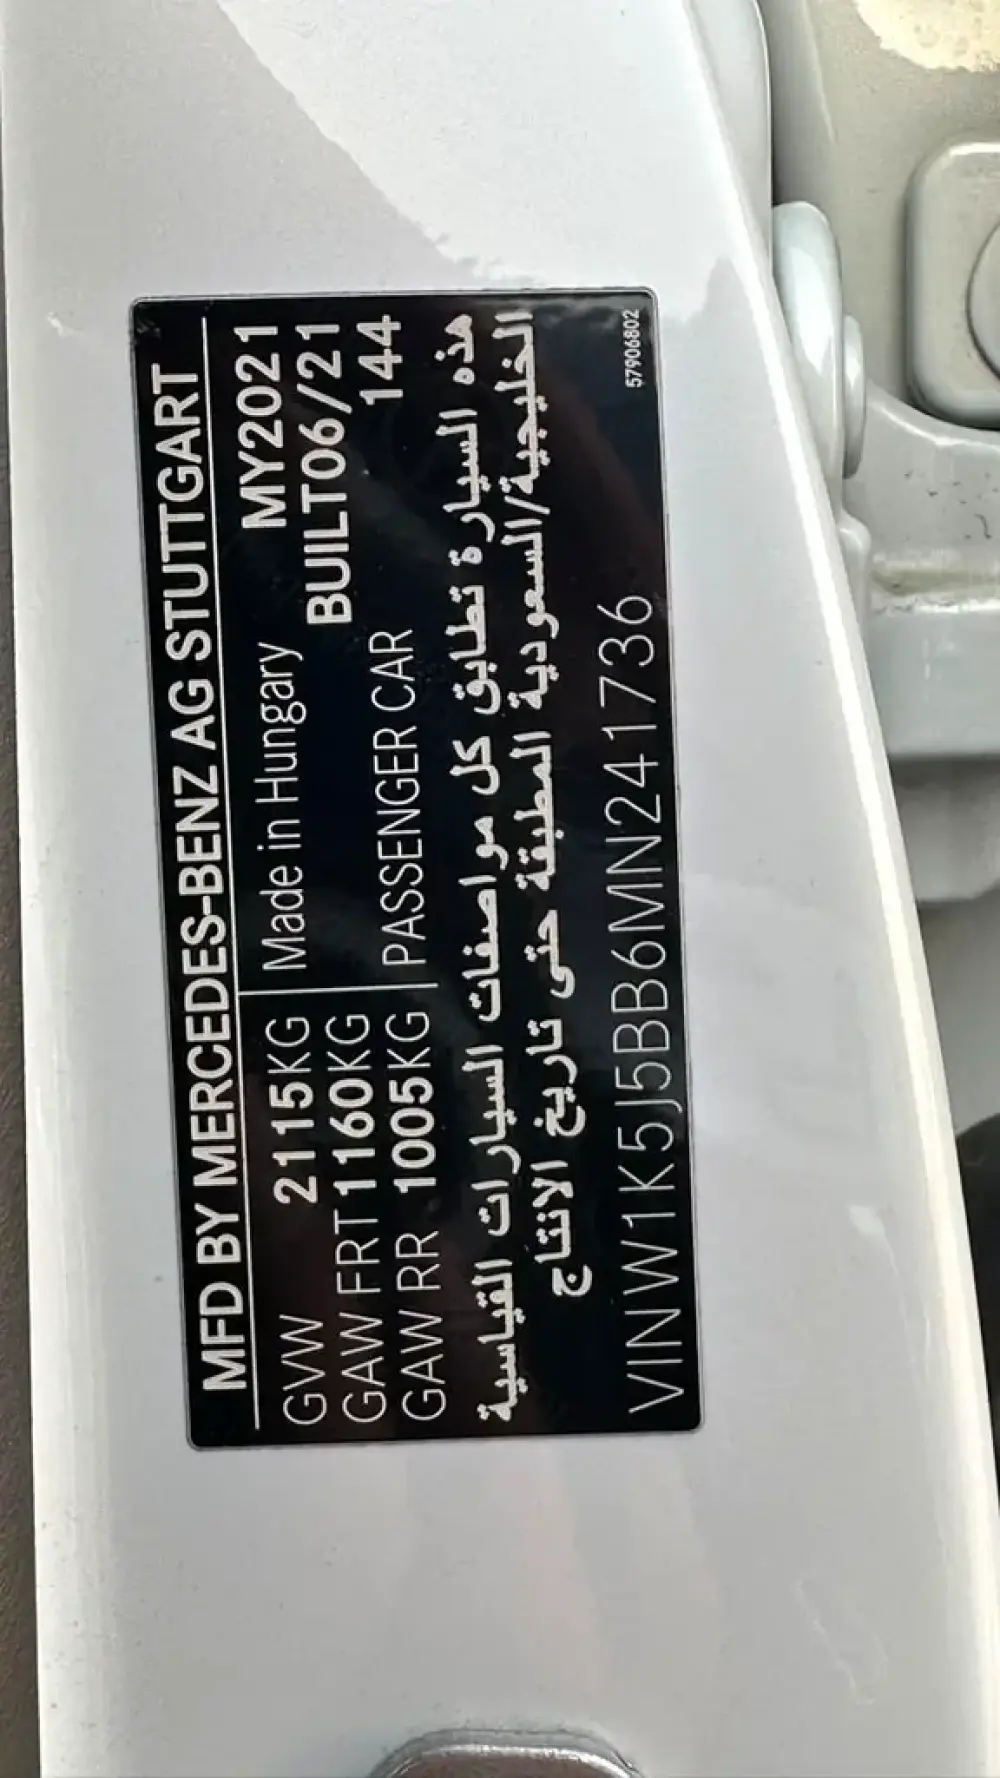 MFD BY MERCEDES-BENZ AG STUTTGART
GVW 2115KG Made in Hungary MY2021
GAW FRT 1160KG BUILT06/21
GAW RR 1005KG PASSENGER CAR 144
هذه السيارة تطابق كل مواصفات السيارات القياسية
الخليجية/السعودية المطبقة حتى تاريخ الانتاج
VIN W1K5J5BB6MN241736
57906802